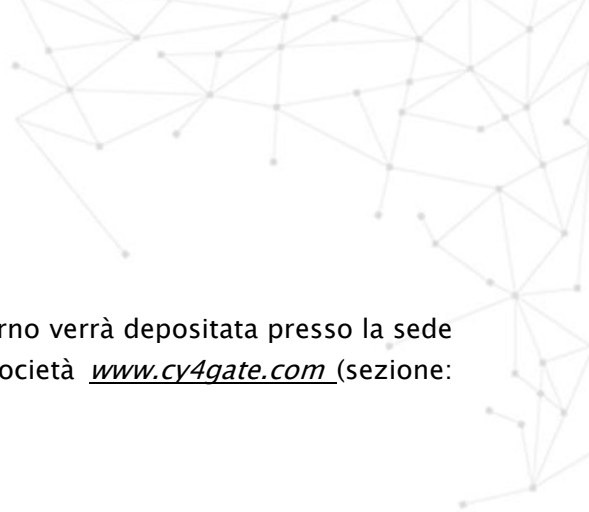 rno verrà depositata presso la sede
ocietà www.cy4gate.com (sezione: